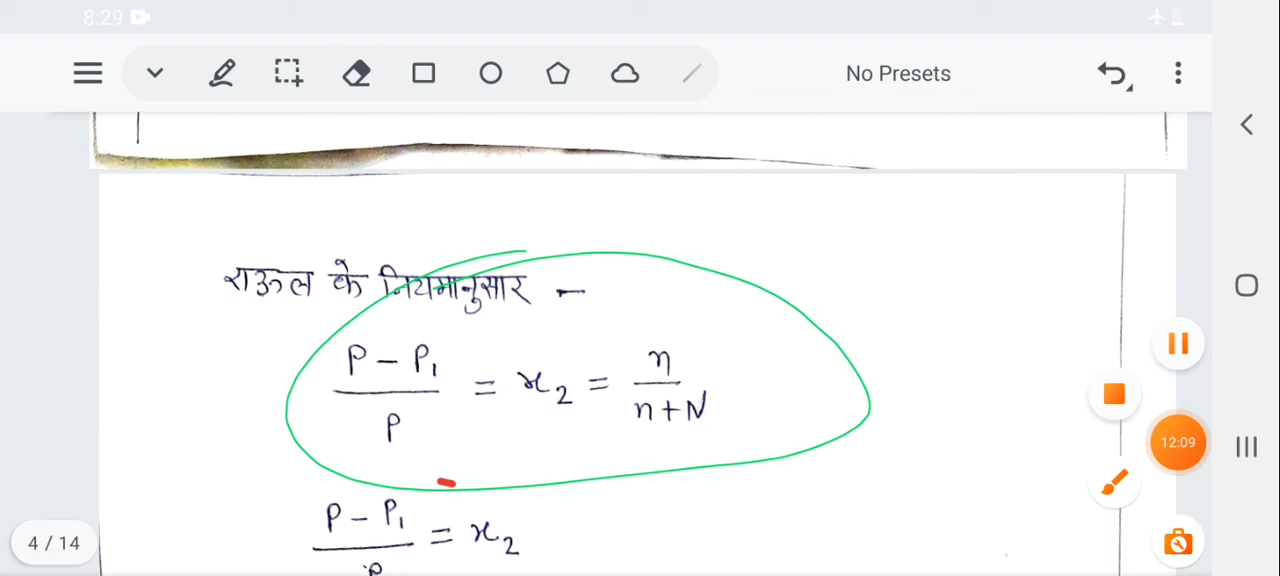 8:29
No Presets
राऊल के नियमानुसार -
P - P₁ / P = x₂ = n / n+N
12:09
P - P₁ / P = x₂
4 / 14